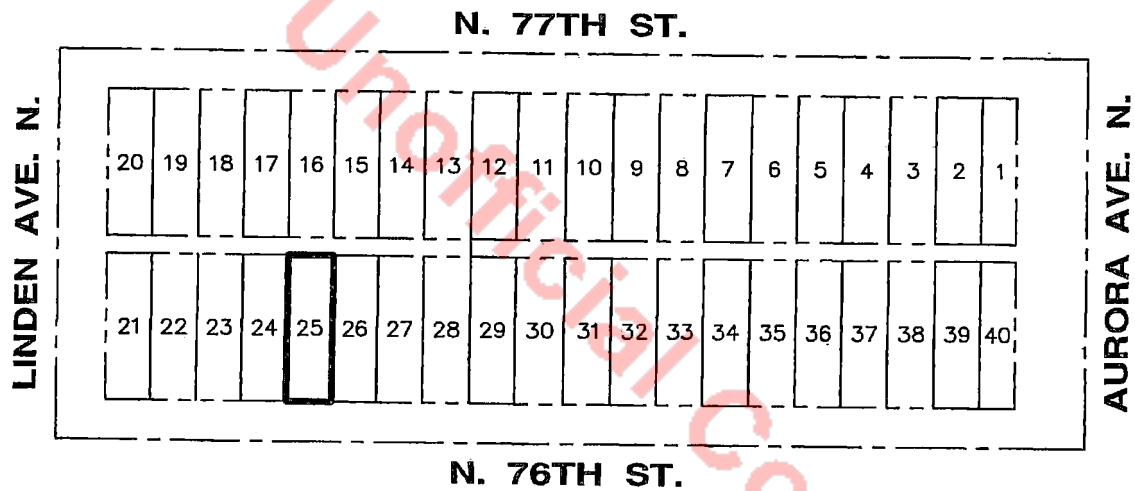 N. 77TH ST.
LINDEN AVE. N.
20 19 18 17 16 15 14 13 12 11 10 9 8 7 6 5 4 3 2 1
21 22 23 24 25 26 27 28 29 30 31 32 33 34 35 36 37 38 39 40
AURORA AVE. N.
N. 76TH ST.
Unofficial Co